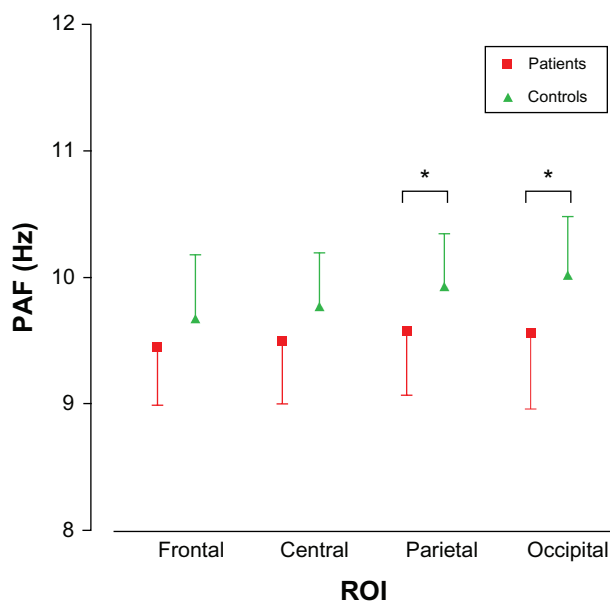 12
11
10
9
8
PAF (Hz)
Patients
Controls
*
*
Frontal
Central
Parietal
Occipital
ROI